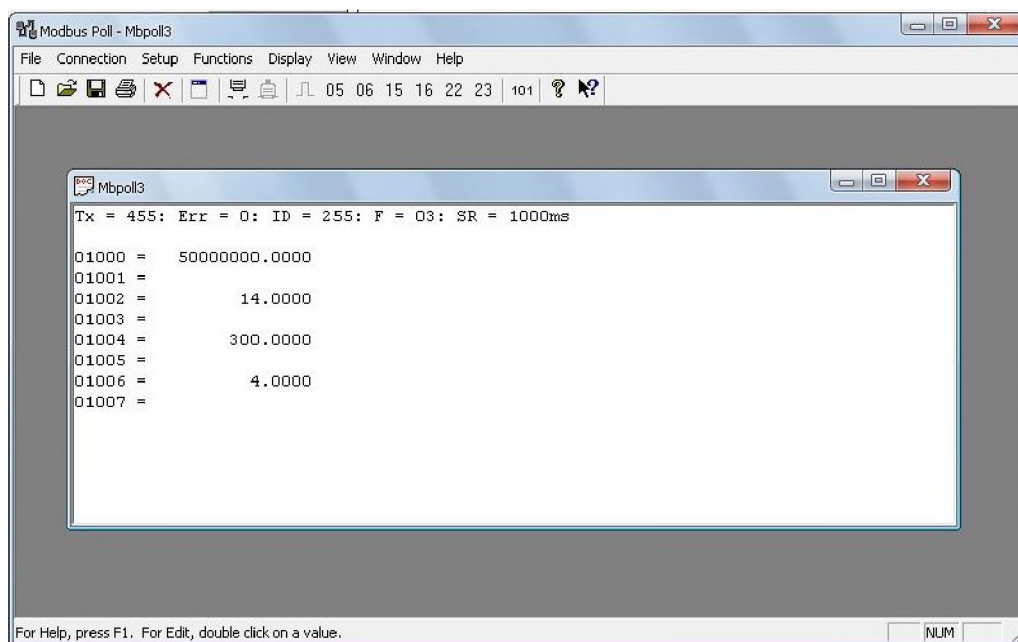 Modbus Poll - Mbpoll3
File Connection Setup Functions Display View Window Help
05 06 15 16 22 23 101
Mbpoll3
Tx = 455: Err = 0: ID = 255: F = 03: SR = 1000ms
01000 = 50000000.0000
01001 =
01002 = 14.0000
01003 =
01004 = 300.0000
01005 =
01006 = 4.0000
01007 =
For Help, press F1. For Edit, double click on a value. NUM